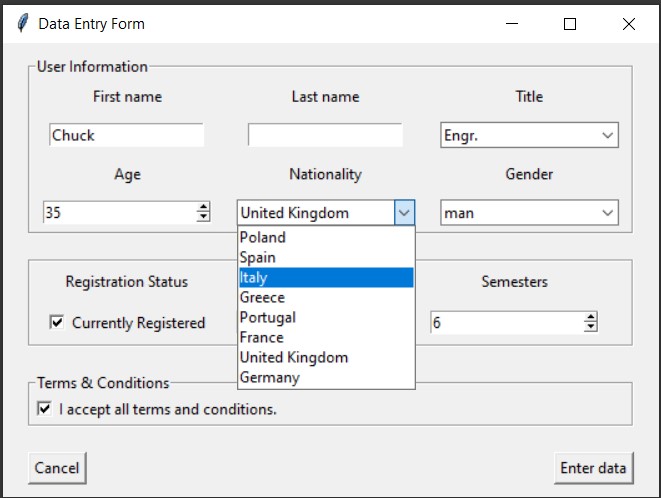 Data Entry Form
User Information
First name Last name Title
Chuck Engr.
Age Nationality Gender
35 United Kingdom man
Poland
Spain
Italy
Greece
Portugal
France
United Kingdom
Germany
Registration Status Semesters
Currently Registered 6
Terms & Conditions
I accept all terms and conditions.
Cancel Enter data